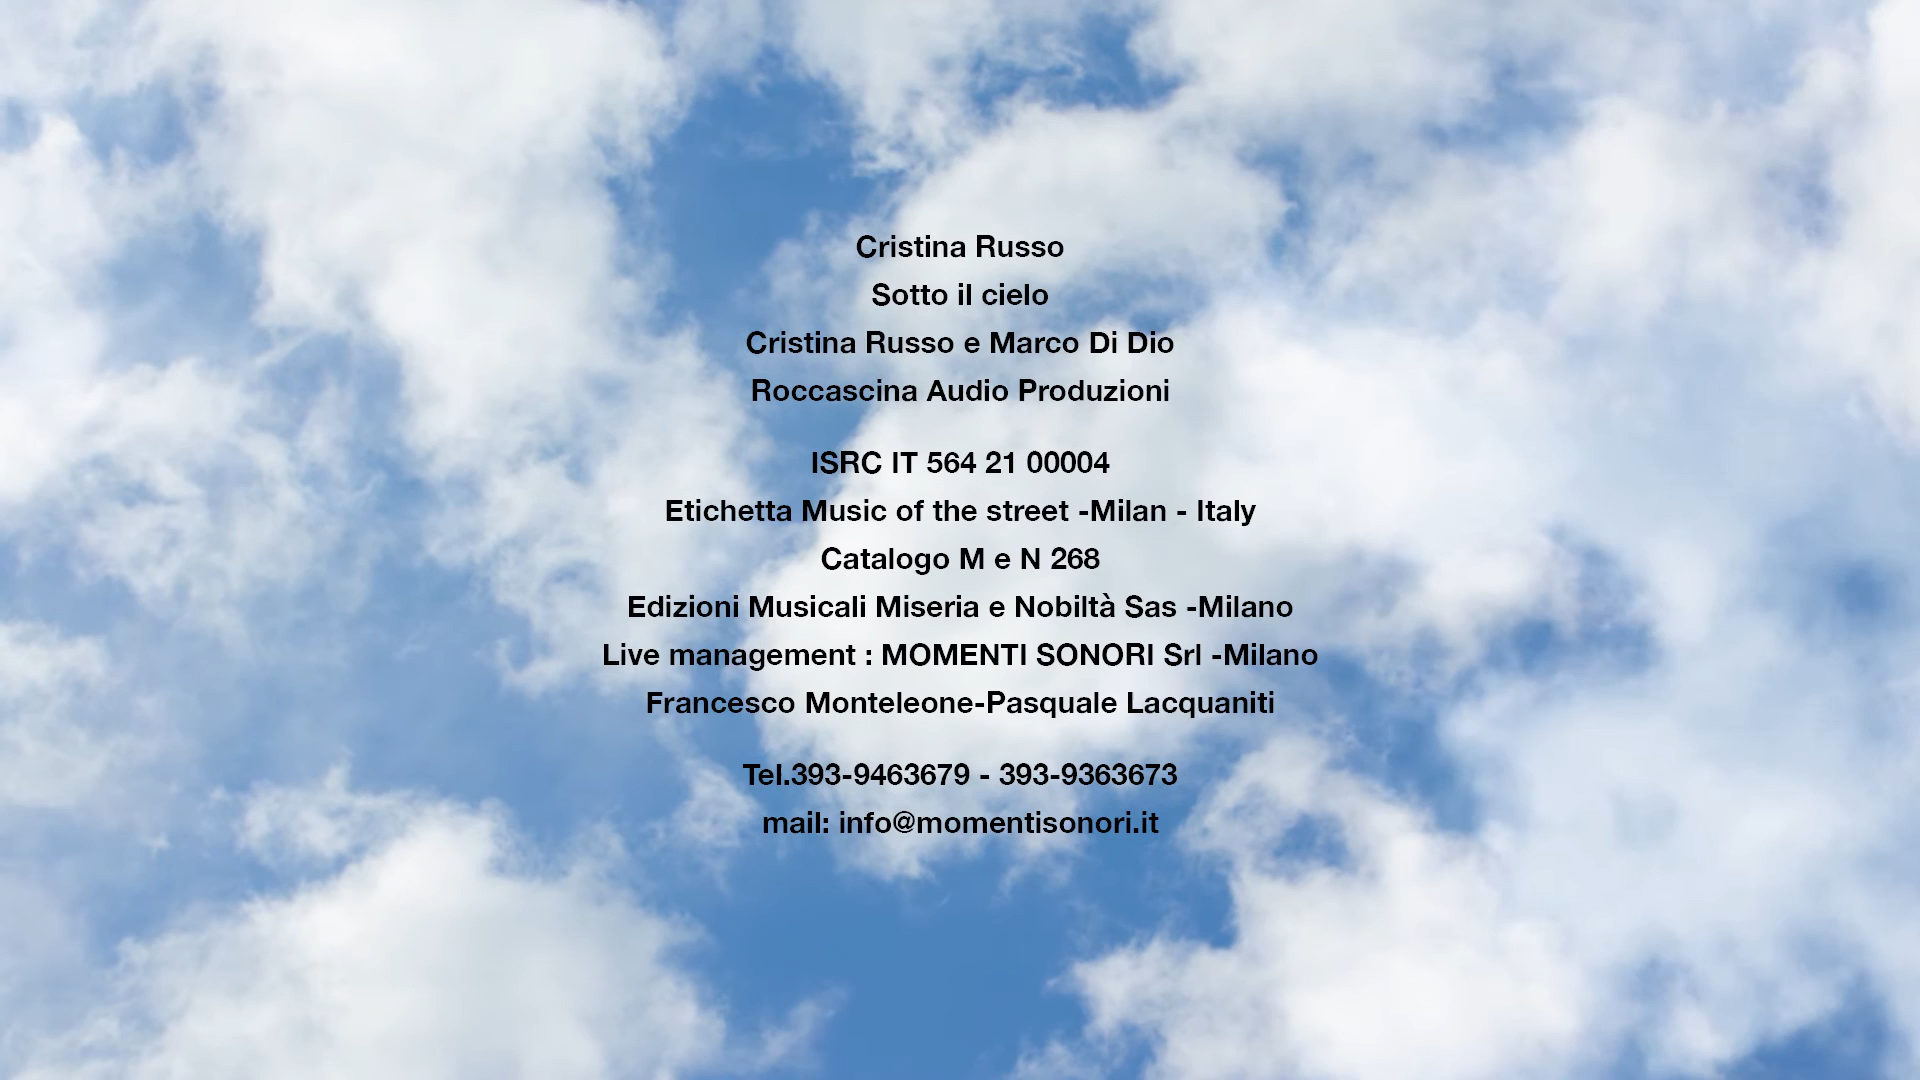 Cristina Russo
Sotto il cielo
Cristina Russo e Marco Di Dio
Roccascina Audio Produzioni
ISRC IT 564 21 00004
Etichetta Music of the street -Milan - Italy
Catalogo M e N 268
Edizioni Musicali Miseria e Nobiltà Sas -Milano
Live management : MOMENTI SONORI Srl -Milano
Francesco Monteleone-Pasquale Lacquaniti
Tel.393-9463679 - 393-9363673
mail: info@momentisonori.it